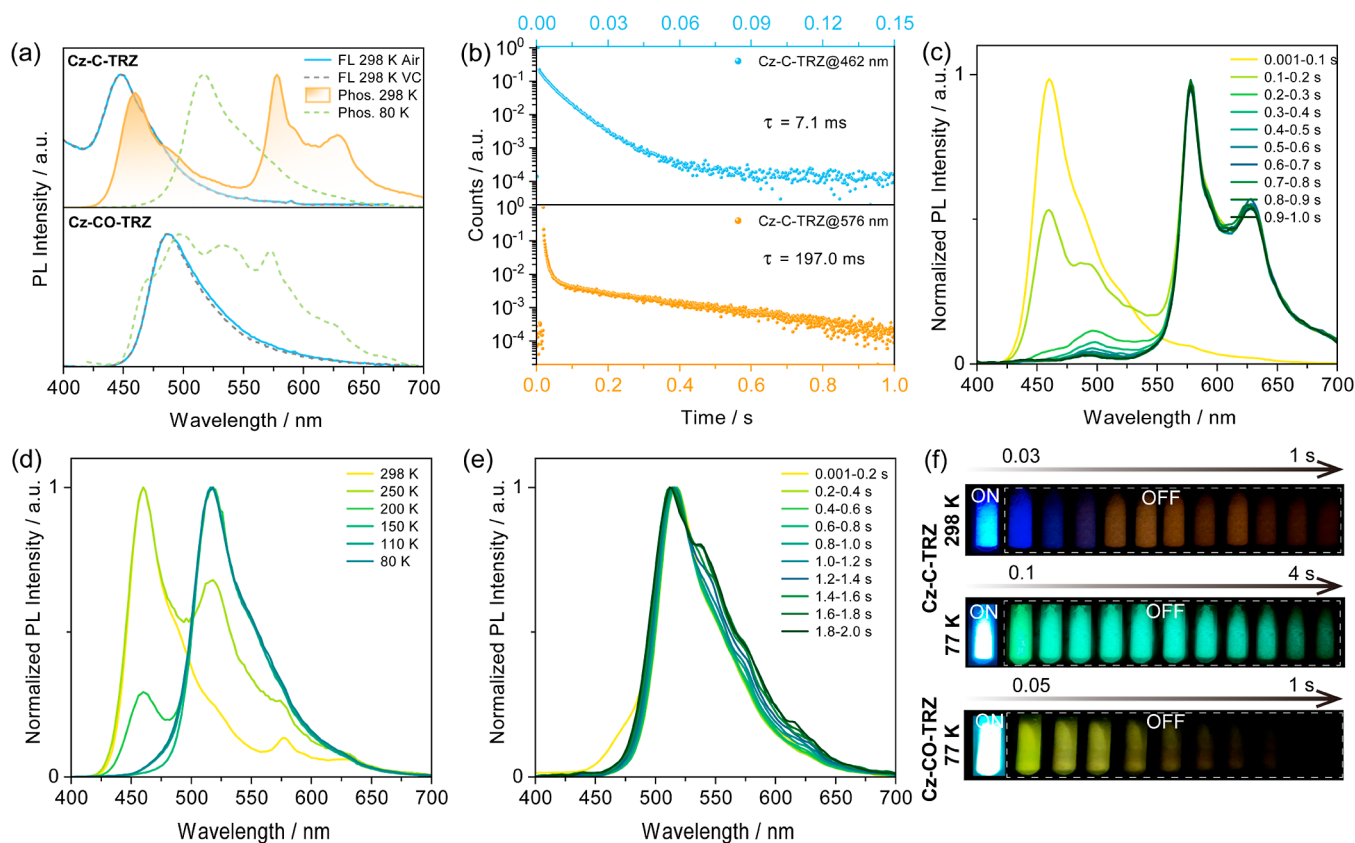 (a)
Cz-C-TRZ
FL 298 K Air
FL 298 K VC
Phos. 298 K
Phos. 80 K
Cz-CO-TRZ
PL Intensity / a.u.
400 450 500 550 600 650 700
Wavelength / nm
(b)
0.00 0.03 0.06 0.09 0.12 0.15
10^0
10^-1
10^-2
10^-3
10^-4
Cz-C-TRZ@462 nm
τ = 7.1 ms
Counts / a.u.
10^0
10^-1
10^-2
10^-3
10^-4
Cz-C-TRZ@576 nm
τ = 197.0 ms
0.0 0.2 0.4 0.6 0.8 1.0
Time / s
(c)
1
0
Normalized PL Intensity / a.u.
0.001-0.1 s
0.1-0.2 s
0.2-0.3 s
0.3-0.4 s
0.4-0.5 s
0.5-0.6 s
0.6-0.7 s
0.7-0.8 s
0.8-0.9 s
0.9-1.0 s
400 450 500 550 600 650 700
Wavelength / nm
(d)
1
0
Normalized PL Intensity / a.u.
298 K
250 K
200 K
150 K
110 K
80 K
400 450 500 550 600 650 700
Wavelength / nm
(e)
1
0
Normalized PL Intensity / a.u.
0.001-0.2 s
0.2-0.4 s
0.4-0.6 s
0.6-0.8 s
0.8-1.0 s
1.0-1.2 s
1.2-1.4 s
1.4-1.6 s
1.6-1.8 s
1.8-2.0 s
400 450 500 550 600 650 700
Wavelength / nm
(f)
0.03 1 s
ON OFF
298 K
Cz-C-TRZ
0.1 4 s
ON OFF
77 K
0.05 1 s
ON OFF
77 K
Cz-CO-TRZ